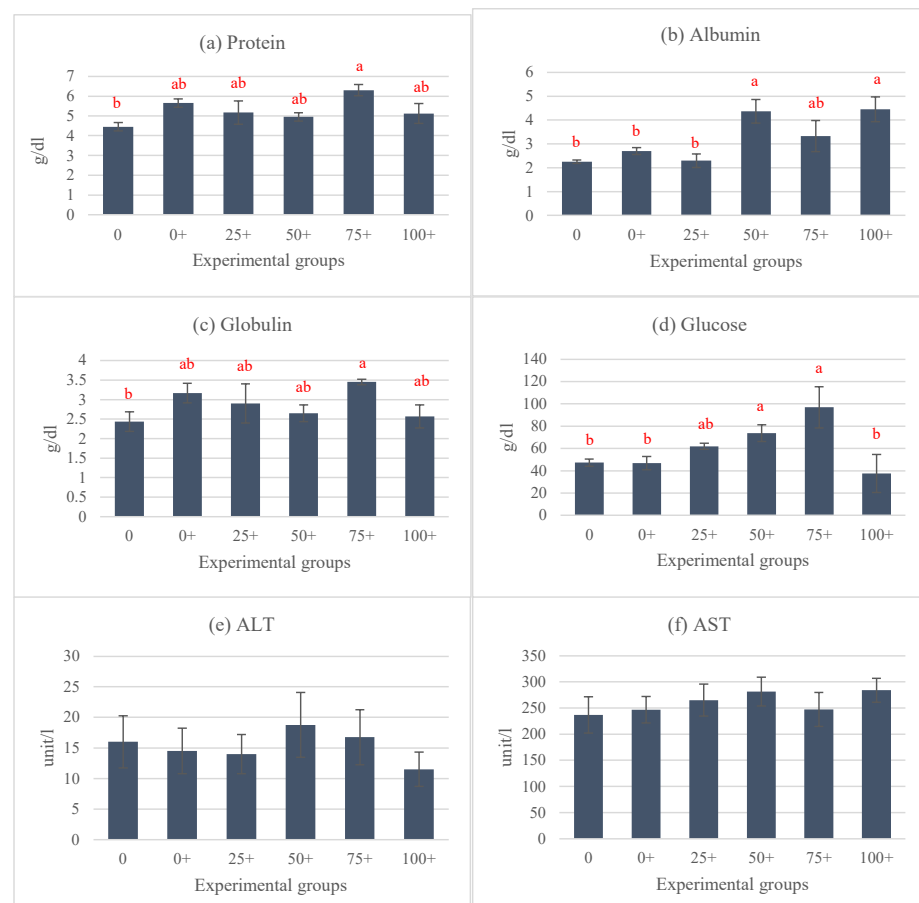 (a) Protein
7
6
5
4
3
2
1
0
g/dl
b
ab
ab
ab
a
ab
0
0+
25+
50+
75+
100+
Experimental groups
(b) Albumin
6
5
4
3
2
1
0
g/dl
b
b
b
a
ab
a
0
0+
25+
50+
75+
100+
Experimental groups
(c) Globulin
4
3.5
3
2.5
2
1.5
1
0.5
0
g/dl
b
ab
ab
ab
a
ab
0
0+
25+
50+
75+
100+
Experimental groups
(d) Glucose
140
120
100
80
60
40
20
0
g/dl
b
b
ab
a
a
b
0
0+
25+
50+
75+
100+
Experimental groups
(e) ALT
30
25
20
15
10
5
0
unit/l
0
0+
25+
50+
75+
100+
Experimental groups
(f) AST
350
300
250
200
150
100
50
0
unit/l
0
0+
25+
50+
75+
100+
Experimental groups